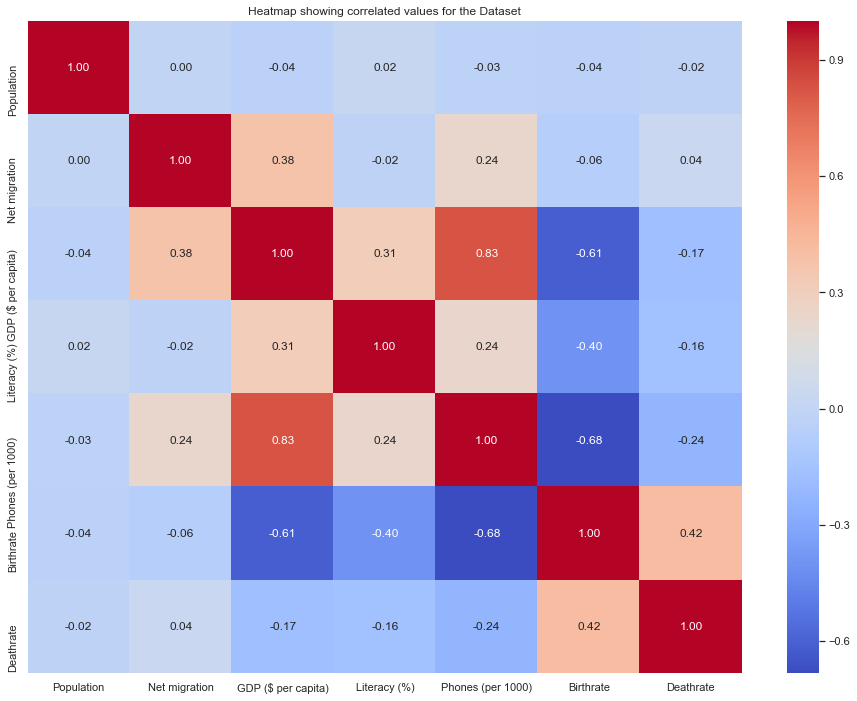 Heatmap showing correlated values for the Dataset
Population
1.00 0.00 -0.04 0.02 -0.03 -0.04 -0.02
Net migration
0.00 1.00 0.38 -0.02 0.24 -0.06 0.04
GDP ($ per capita)
-0.04 0.38 1.00 0.31 0.83 -0.61 -0.17
Literacy (%)
0.02 -0.02 0.31 1.00 0.24 -0.40 -0.16
Phones (per 1000)
-0.03 0.24 0.83 0.24 1.00 -0.68 -0.24
Birthrate
-0.04 -0.06 -0.61 -0.40 -0.68 1.00 0.42
Deathrate
-0.02 0.04 -0.17 -0.16 -0.24 0.42 1.00
Population Net migration GDP ($ per capita) Literacy (%) Phones (per 1000) Birthrate Deathrate
0.9
0.6
0.3
0.0
-0.3
-0.6